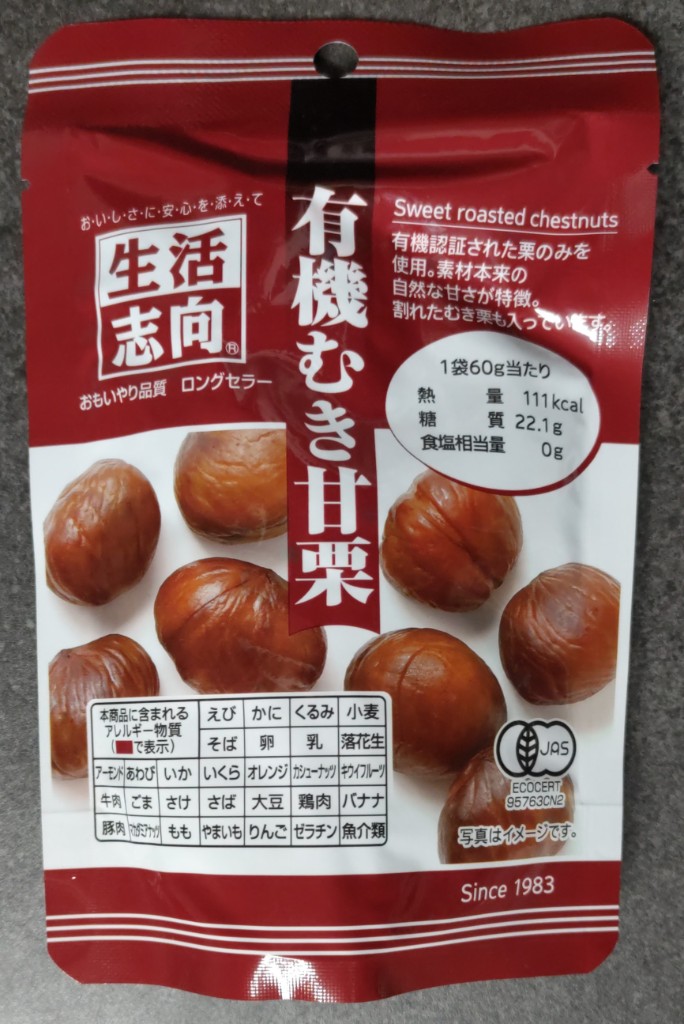 お・い・し・さ・に・安・心・を・添・え・て
生活
志向®
おもいやり品質 ロングセラー
有機むき甘栗
Sweet roasted chestnuts
有機認証された栗のみを
使用。素材本来の
自然な甘さが特徴。
割れたむき栗も入っています。
1袋60g当たり
熱量 111kcal
糖質 22.1g
食塩相当量 0g
本商品に含まれる
アレルギー物質
(■で表示)
えび かに くるみ 小麦
そば 卵 乳 落花生
アーモンド あわび いか いくら オレンジ カシューナッツ キウイフルーツ
牛肉 ごま さけ さば 大豆 鶏肉 バナナ
豚肉 マカダミアナッツ もも やまいも りんご ゼラチン 魚介類
JAS
ECOCERT
95763CN2
写真はイメージです。
Since 1983